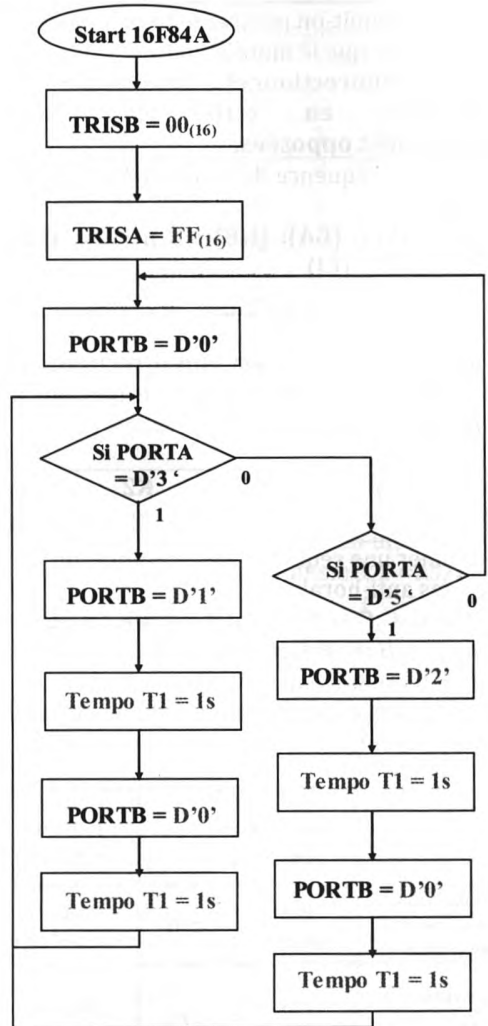 Start 16F84A
TRISB = 00(16)
TRISA = FF(16)
PORTB = D'0'
Si PORTA
= D'3 '
0
1
PORTB = D'1'
Tempo T1 = 1s
PORTB = D'0'
Tempo T1 = 1s
Si PORTA
= D'5 '
0
1
PORTB = D'2'
Tempo T1 = 1s
PORTB = D'0'
Tempo T1 = 1s